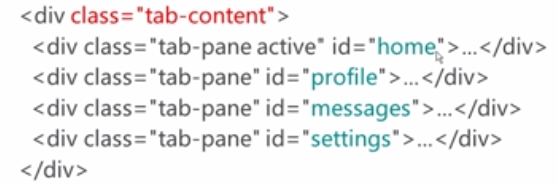 <div class="tab-content">
<div class="tab-pane active" id="home">...</div>
<div class="tab-pane" id="profile">...</div>
<div class="tab-pane" id="messages">...</div>
<div class="tab-pane" id="settings">...</div>
</div>